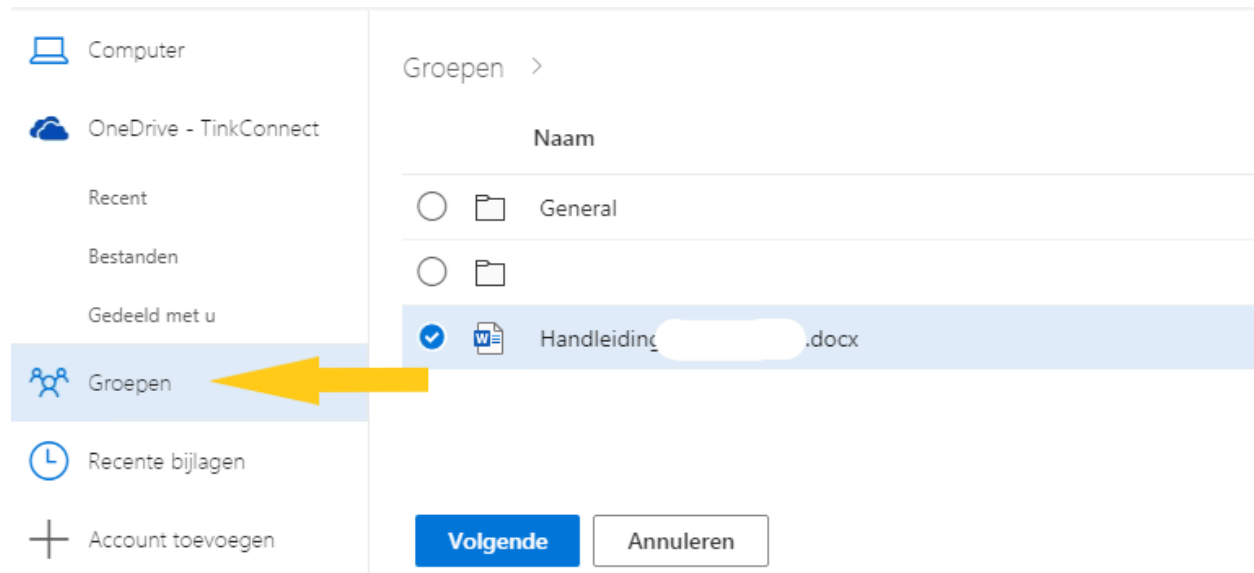 Computer
OneDrive - TinkConnect
Recent
Bestanden
Gedeeld met u
Groepen
Recente bijlagen
Account toevoegen
Groepen >
Naam
General
Handleiding .docx
Volgende
Annuleren